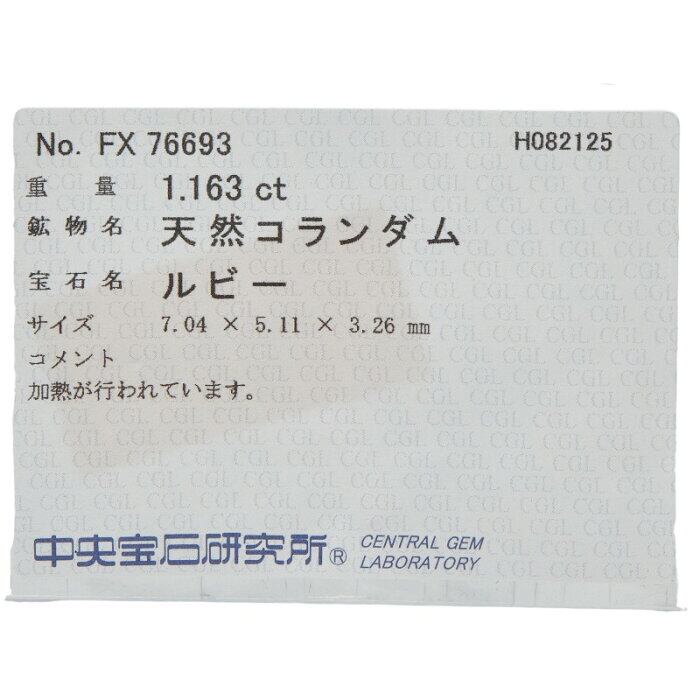 No. FX 76693 H082125
重量 1.163 ct
鉱物名 天然コランダム
宝石名 ルビー
サイズ 7.04 × 5.11 × 3.26 mm
コメント
加熱が行われています。
中央宝石研究所® CENTRAL GEM
LABORATORY